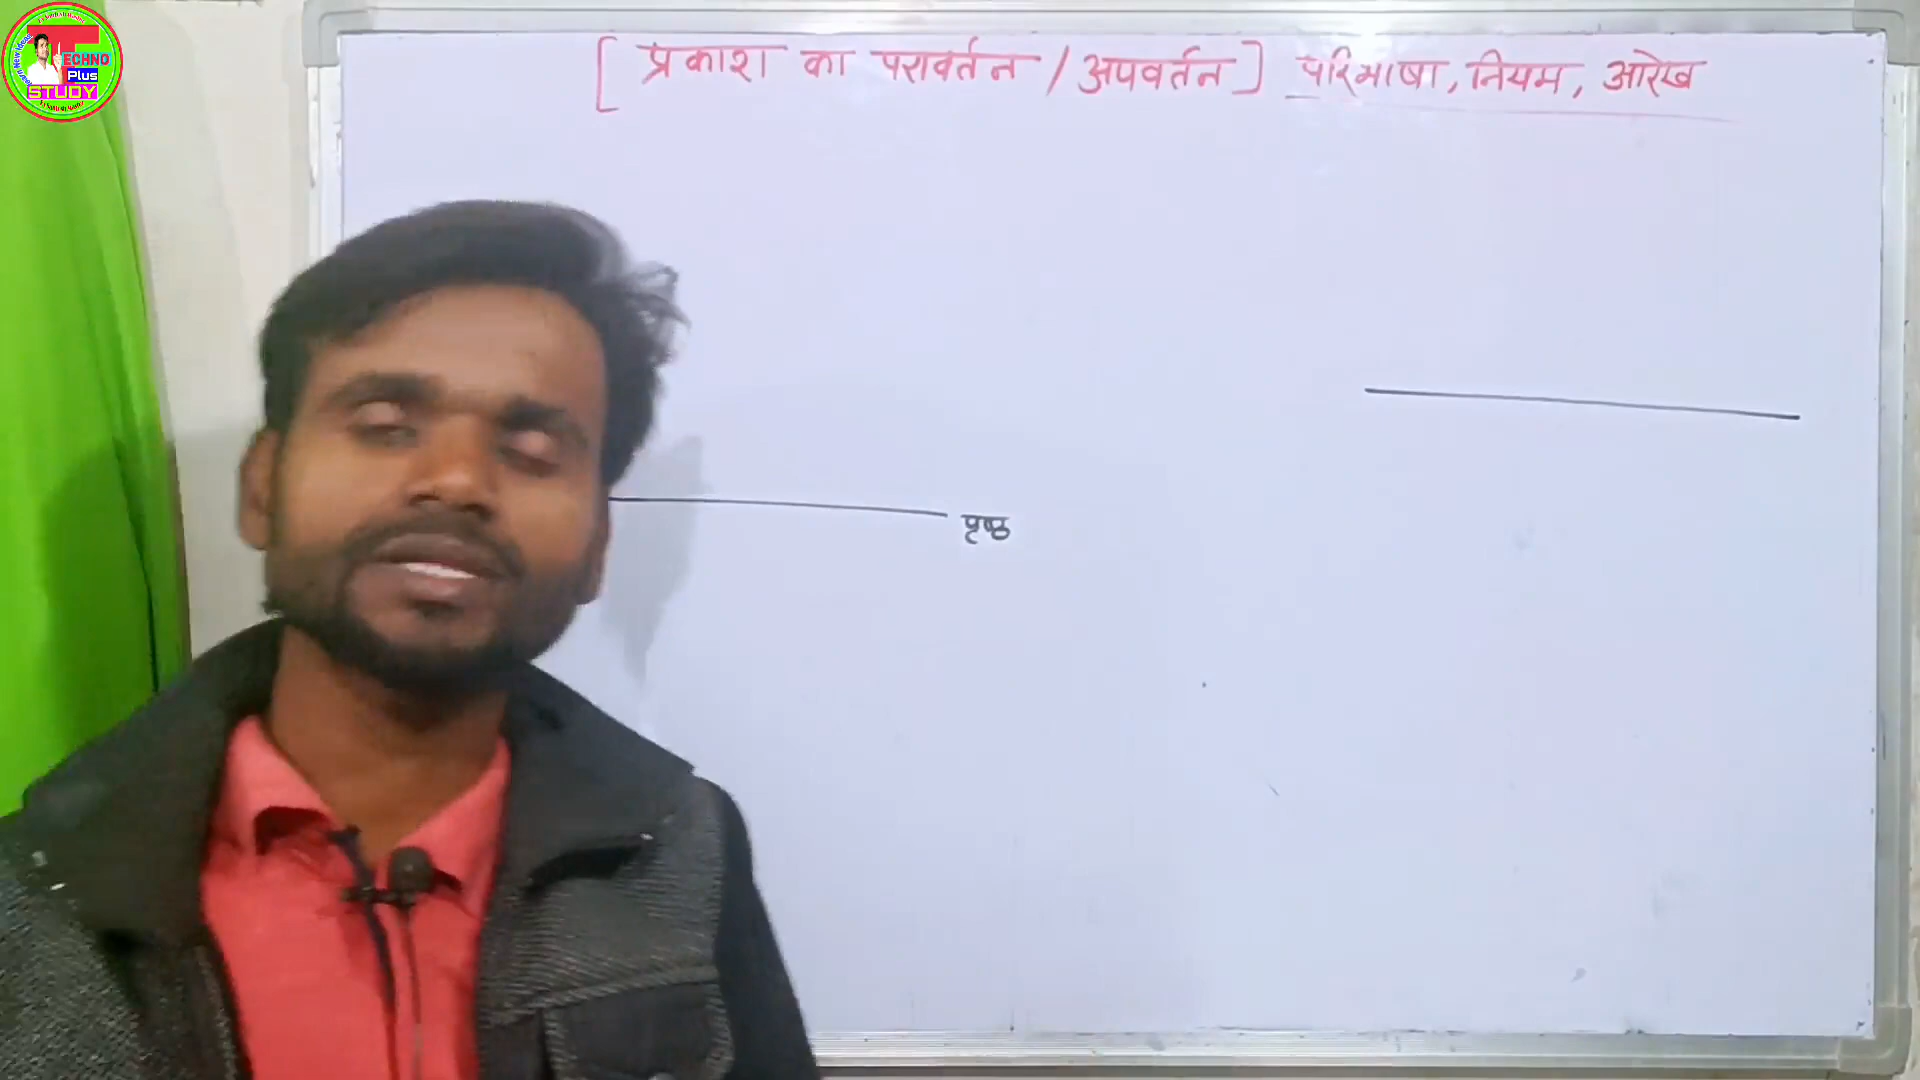 [ प्रकाश का परावर्तन / अपवर्तन ] परिभाषा, नियम, आरेख
पृष्ठ
TECHNO
Plus
STUDY